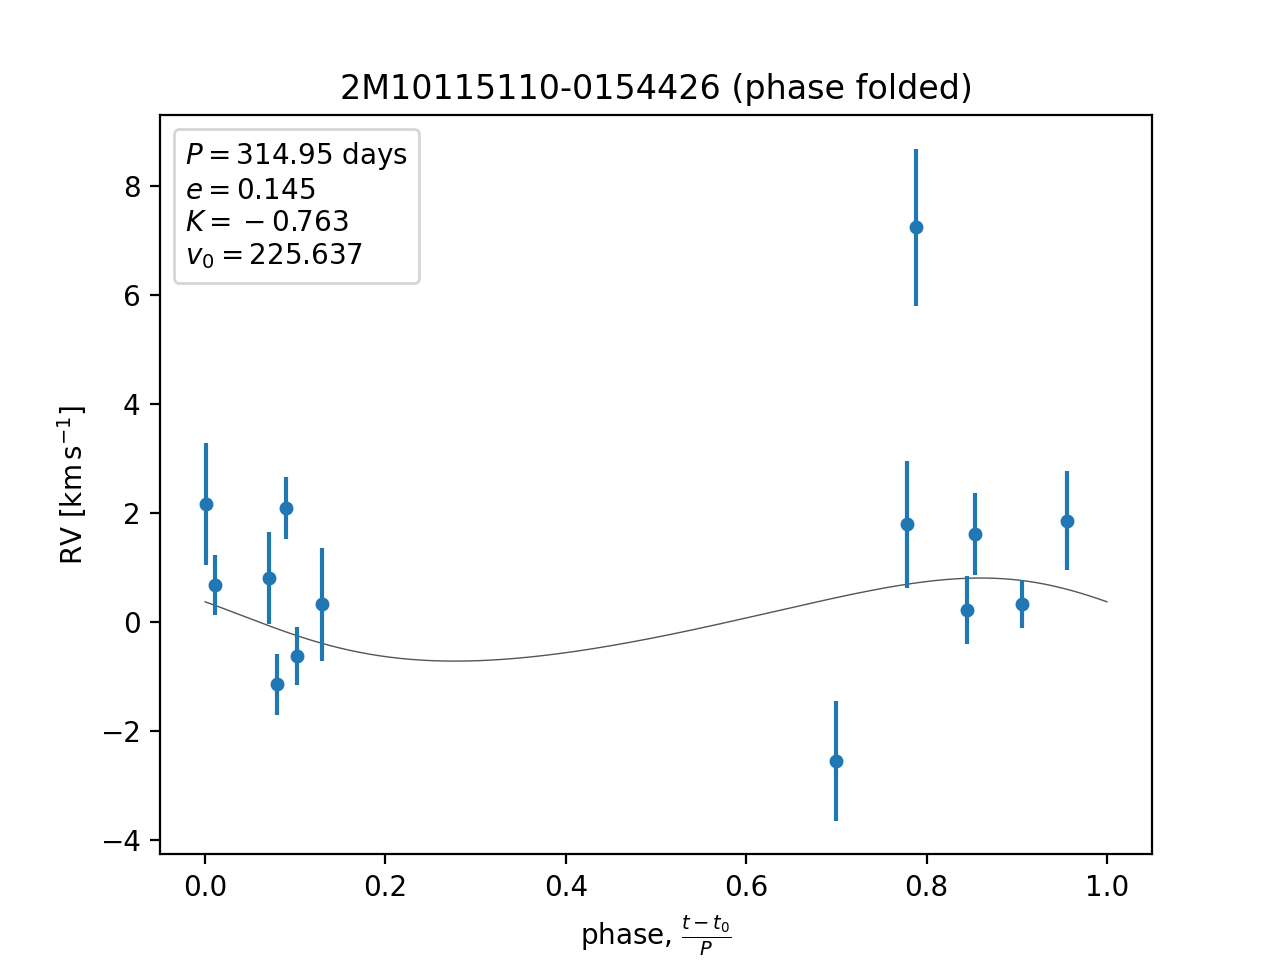 2M10115110-0154426 (phase folded)
P = 314.95 days
e = 0.145
K = −0.763
v₀ = 225.637
8
6
4
2
0
−2
−4
RV [km s⁻¹]
0.0 0.2 0.4 0.6 0.8 1.0
phase, (t − t₀)/P